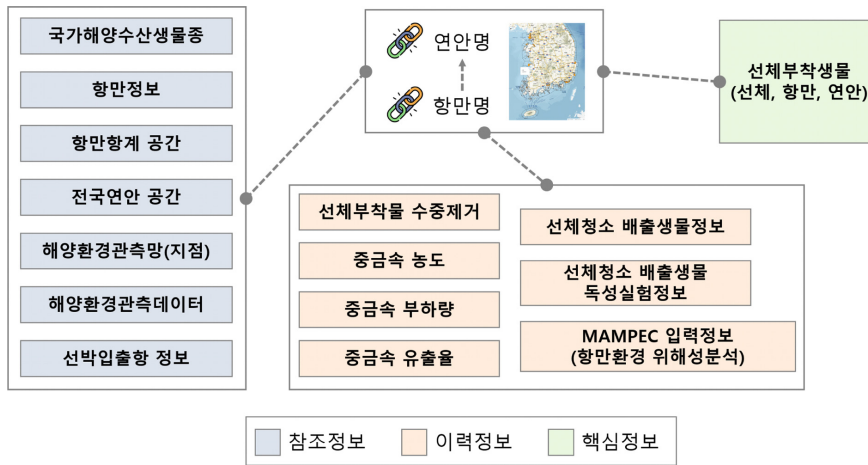 국가해양수산생물종
항만정보
항만항계 공간
전국연안 공간
해양환경관측망(지점)
해양환경관측데이터
선박입출항 정보
연안명
항만명
선체부착생물
(선체, 항만, 연안)
선체부착물 수중제거
중금속 농도
중금속 부하량
중금속 유출율
선체청소 배출생물정보
선체청소 배출생물
독성실험정보
MAMPEC 입력정보
(항만환경 위해성분석)
참조정보
이력정보
핵심정보